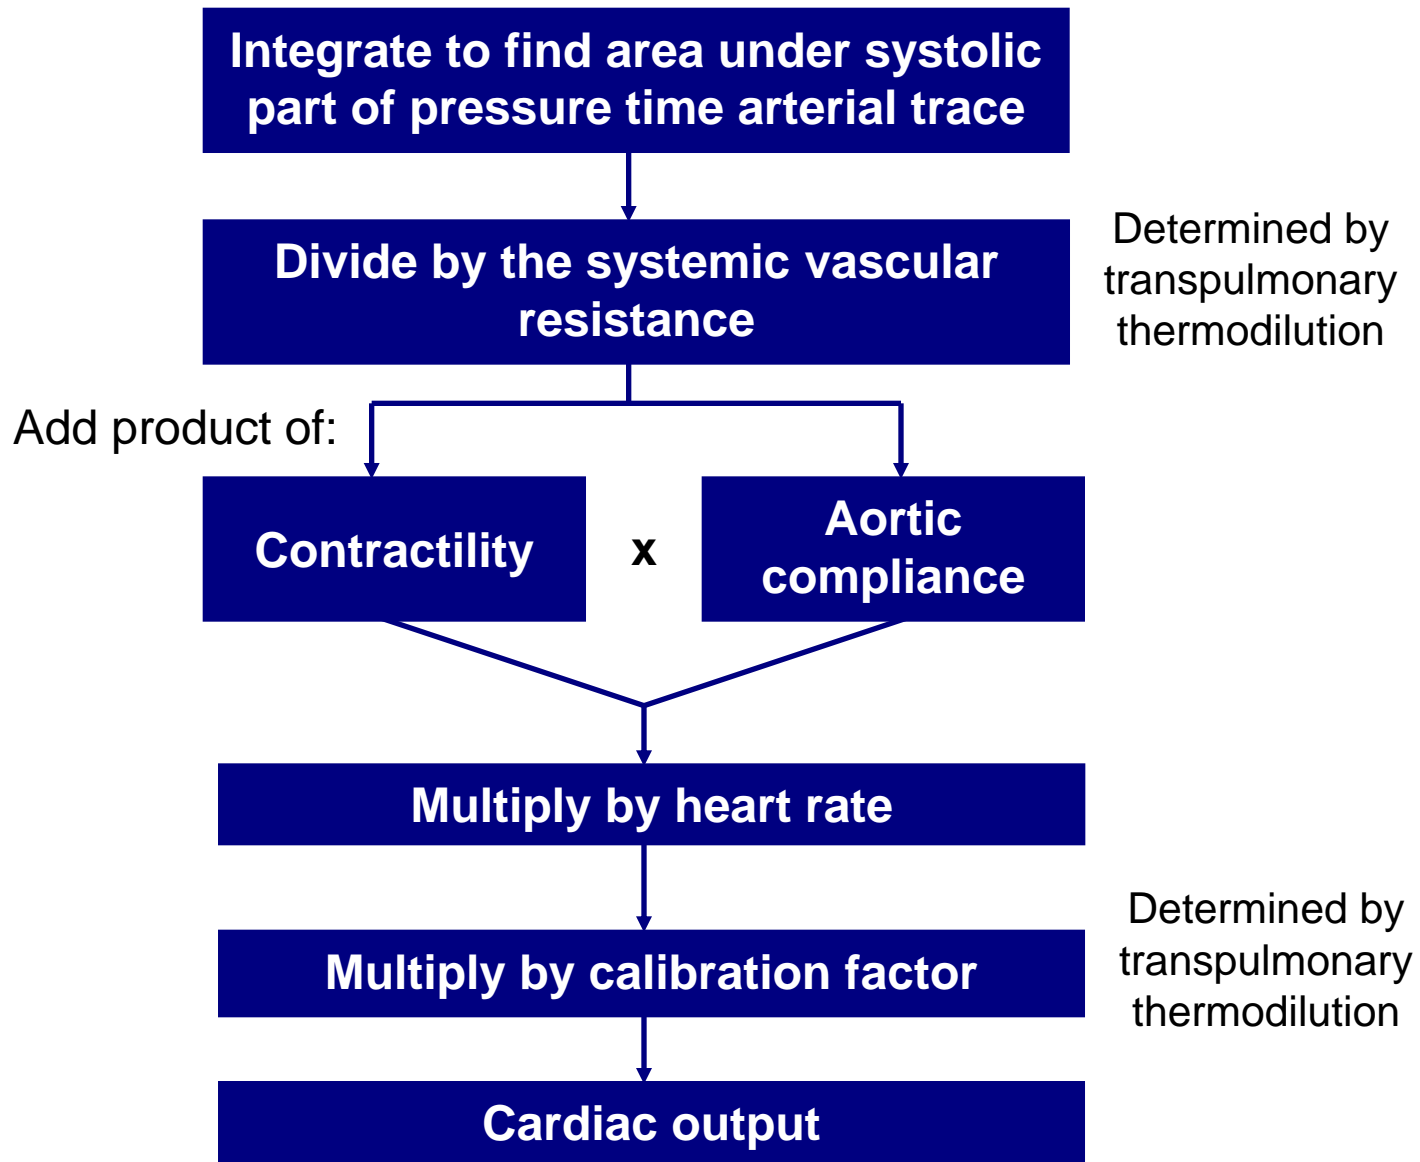 Integrate to find area under systolic
part of pressure time arterial trace
Divide by the systemic vascular
resistance
Determined by
transpulmonary
thermodilution
Add product of:
Contractility
x
Aortic
compliance
Multiply by heart rate
Multiply by calibration factor
Determined by
transpulmonary
thermodilution
Cardiac output